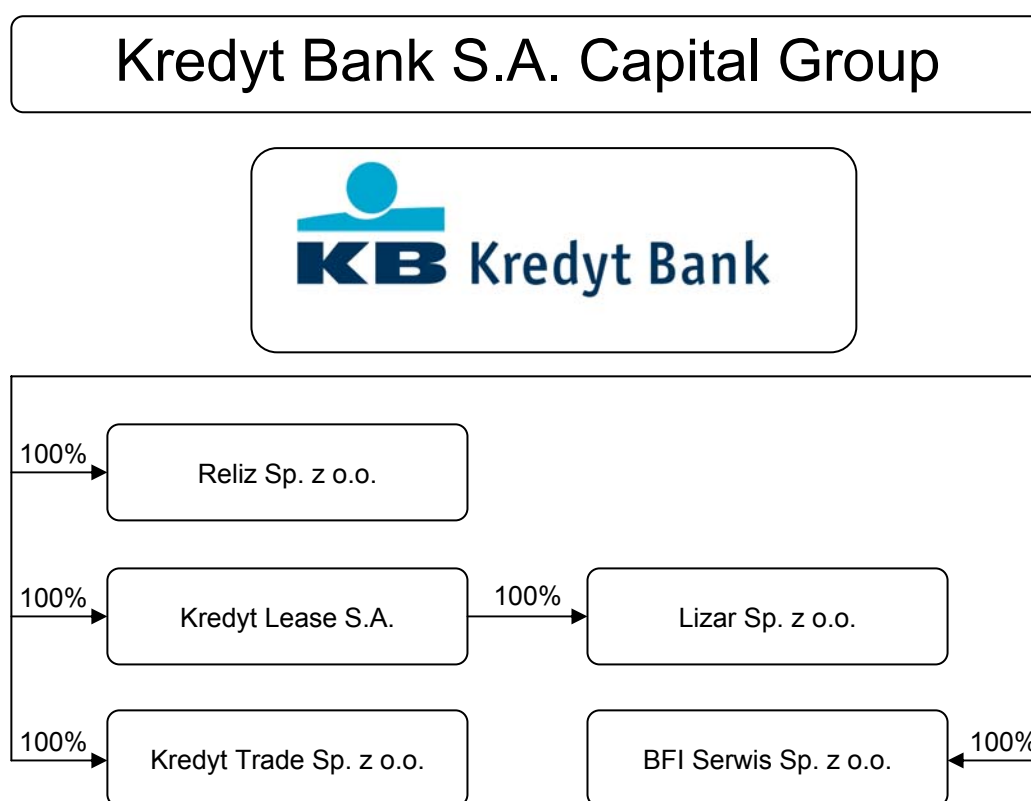 Kredyt Bank S.A. Capital Group
KB Kredyt Bank
100%
Reliz Sp. z o.o.
100%
Kredyt Lease S.A.
100%
Lizar Sp. z o.o.
100%
Kredyt Trade Sp. z o.o.
BFI Serwis Sp. z o.o.
100%